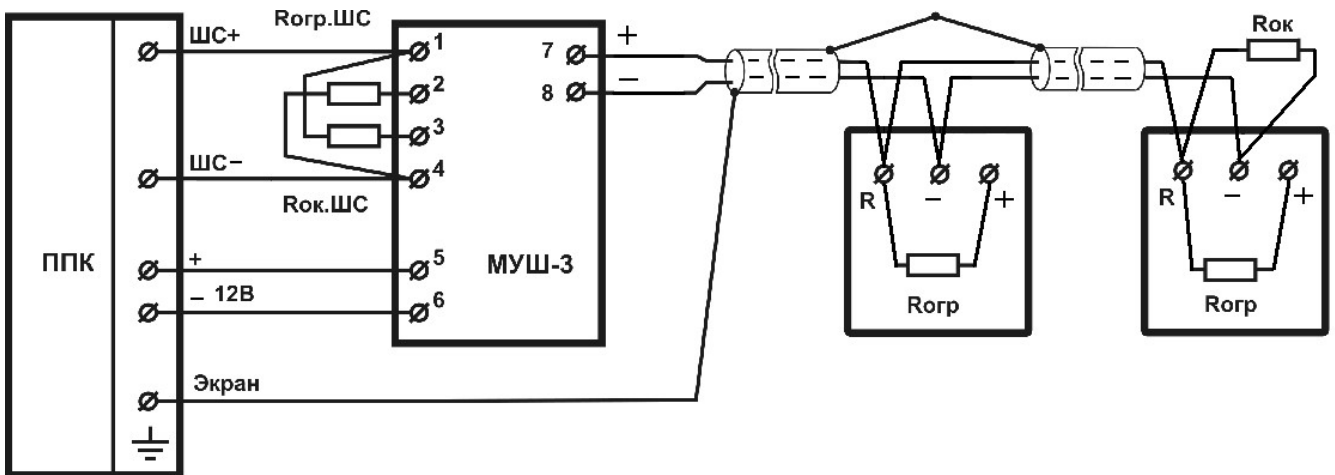 Rогр.ШС
ШС+
1
7
+
Rок
2
8
−
3
ШС−
4
Rок.ШС
R
−
+
R
−
+
ППК
+
5
МУШ-3
− 12В
6
Rогр
Rогр
Экран